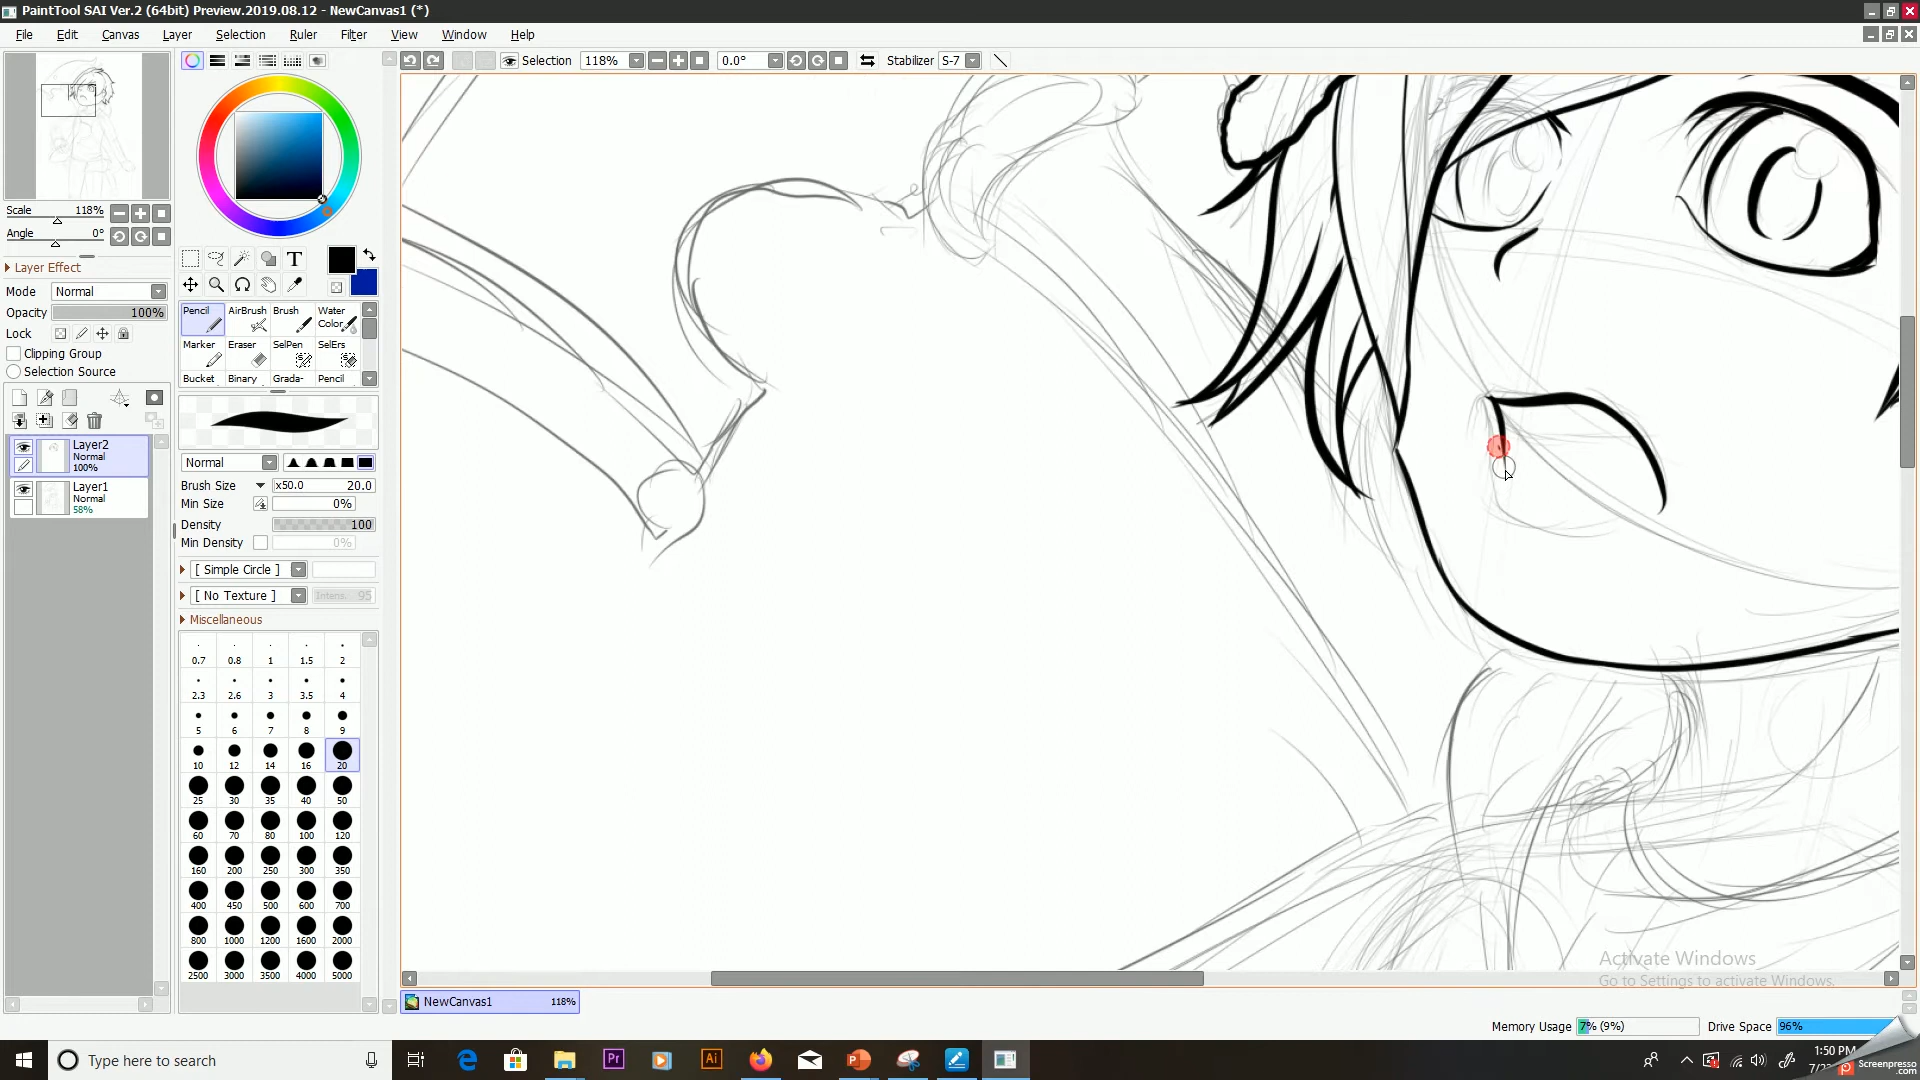 PaintTool SAI Ver.2 (64bit) Preview.2019.08.12 - NewCanvas1 (*)
File Edit Canvas Layer Selection Ruler Filter View Window Help
Selection 118% 0.0° Stabilizer S-7
Scale 118%
Angle 0°
Layer Effect
Mode Normal
Opacity 100%
Lock
Clipping Group
Selection Source
Layer2
Normal
100%
Layer1
Normal
58%
T
Pencil AirBrush Brush Water Color
Marker Eraser SelPen SelErs
Bucket Binary Grada- Pencil
Normal
Brush Size x50.0 20.0
Min Size 0%
Density 100
Min Density 0%
[ Simple Circle ]
[ No Texture ] Intens. 95
Miscellaneous
0.7 0.8 1 1.5 2
2.3 2.6 3 3.5 4
5 6 7 8 9
10 12 14 16 20
25 30 35 40 50
60 70 80 100 120
160 200 250 300 350
400 450 500 600 700
800 1000 1200 1600 2000
2500 3000 3500 4000 5000
Activate Windows
Go to Settings to activate Windows.
NewCanvas1 118%
Memory Usage 7% (9%) Drive Space 96%
Type here to search
Pr
Ai
1:50 PM
Screenpresso
.com